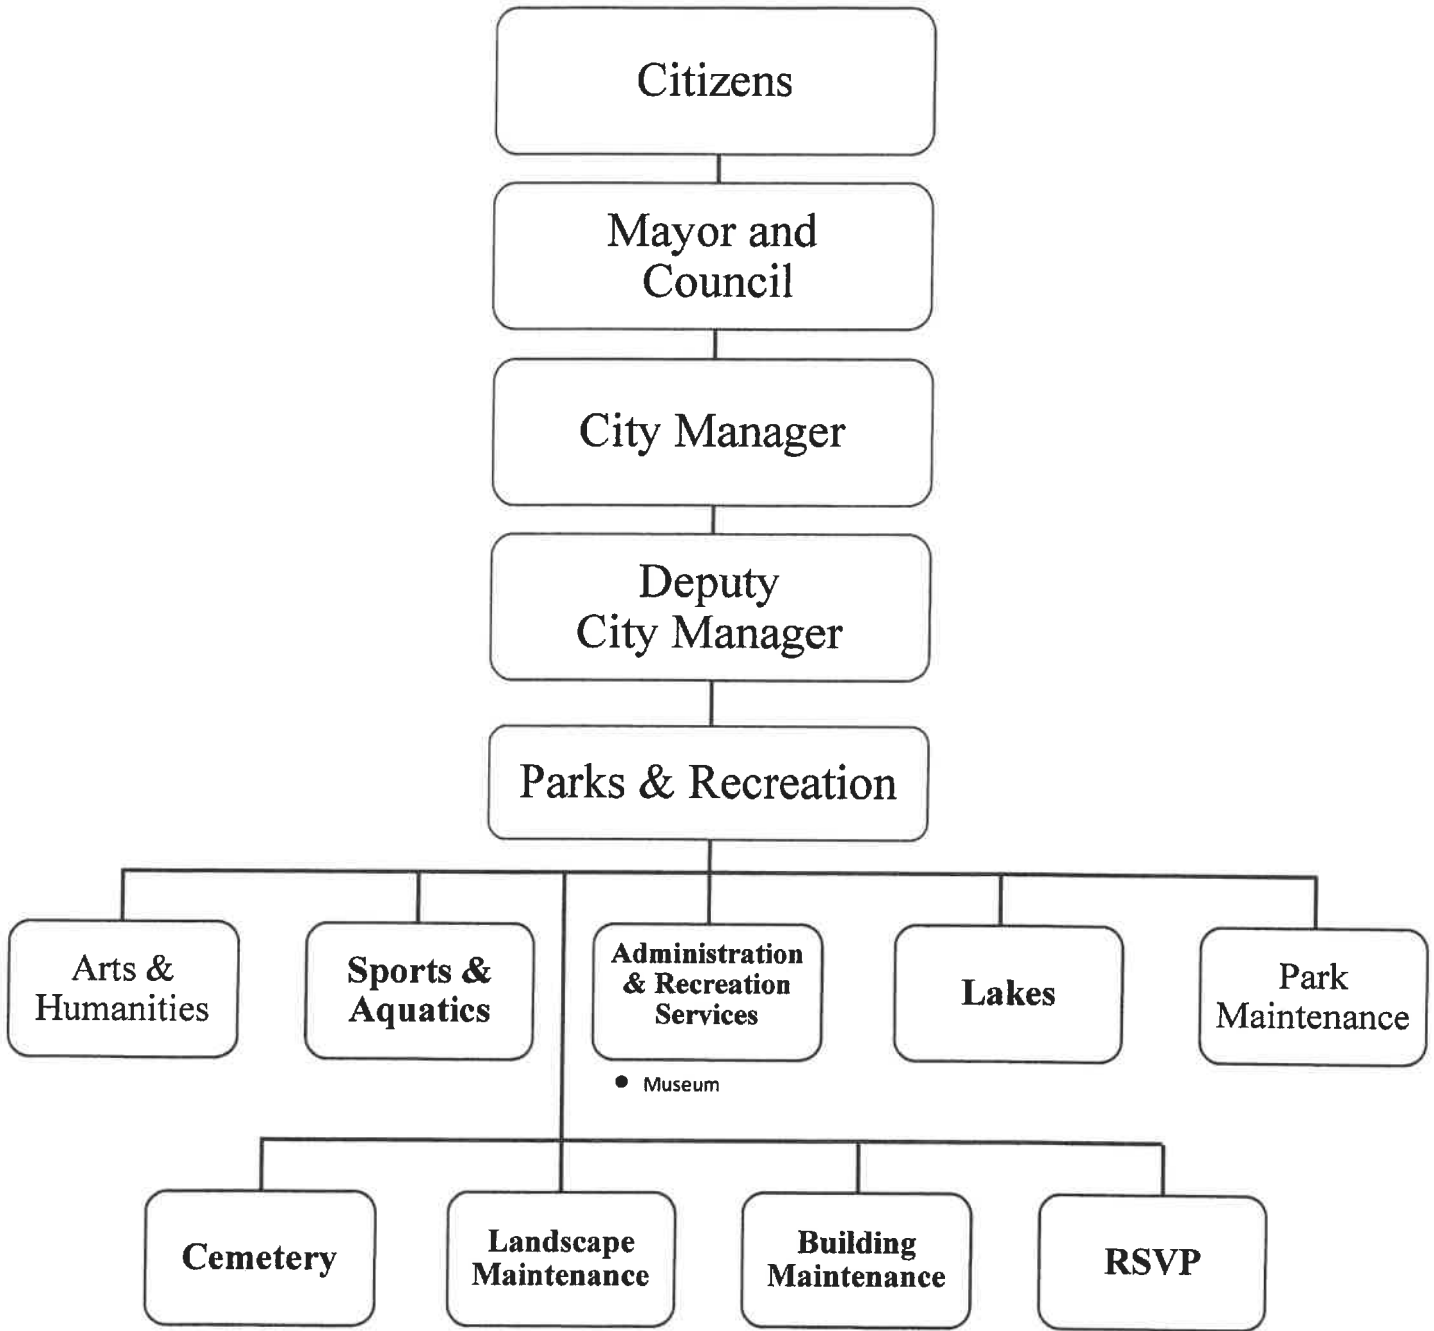 Citizens
Mayor and
Council
City Manager
Deputy
City Manager
Parks & Recreation
Arts &
Humanities
Sports &
Aquatics
Administration
& Recreation
Services
Lakes
Park
Maintenance
● Museum
Cemetery
Landscape
Maintenance
Building
Maintenance
RSVP